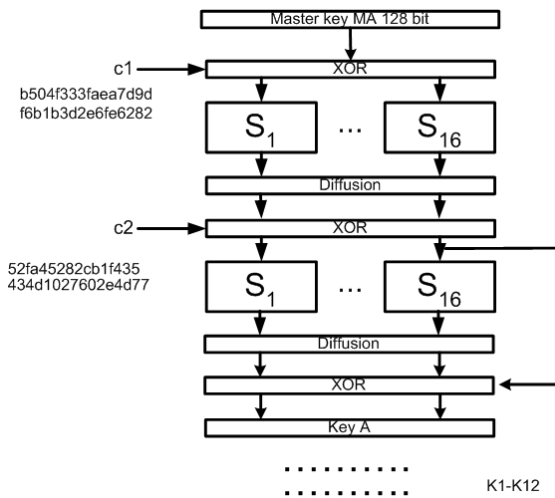 Master key MA 128 bit
c1
XOR
b504f333faea7d9d
f6b1b3d2e6fe6282
S1 ... S16
Diffusion
c2
XOR
52fa45282cb1f435
434d1027602e4d77
S1 ... S16
Diffusion
XOR
Key A
K1-K12